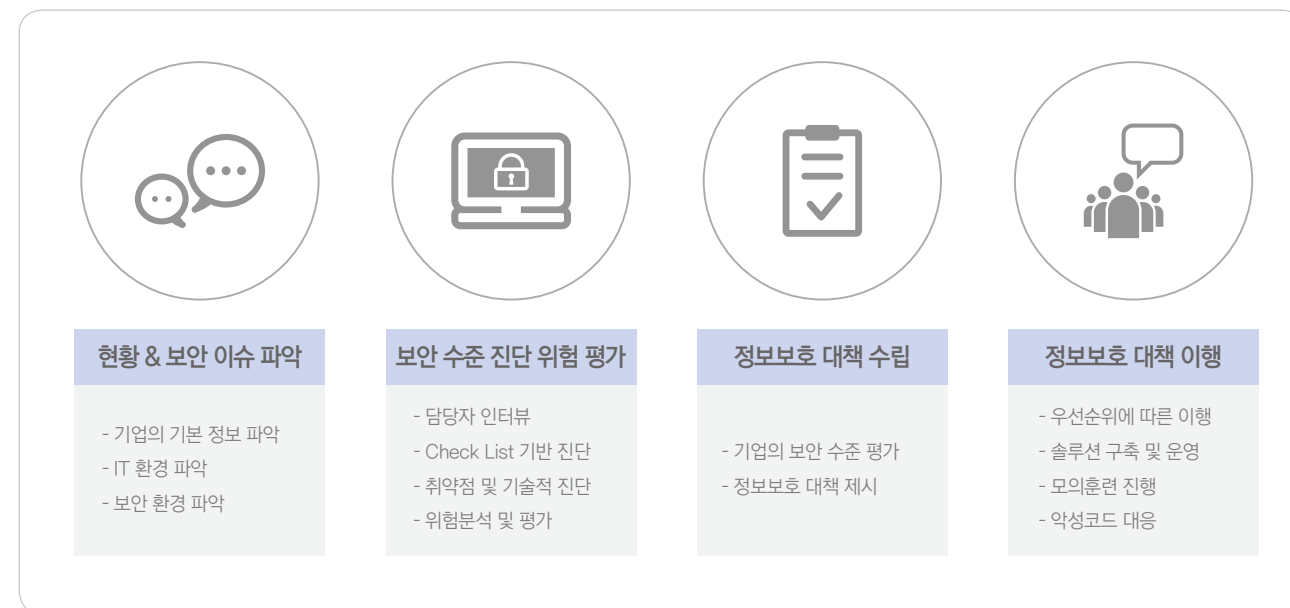 현황 & 보안 이슈 파악
- 기업의 기본 정보 파악
- IT 환경 파악
- 보안 환경 파악
보안 수준 진단 위험 평가
- 담당자 인터뷰
- Check List 기반 진단
- 취약점 및 기술적 진단
- 위험분석 및 평가
정보보호 대책 수립
- 기업의 보안 수준 평가
- 정보보호 대책 제시
정보보호 대책 이행
- 우선순위에 따른 이행
- 솔루션 구축 및 운영
- 모의훈련 진행
- 악성코드 대응